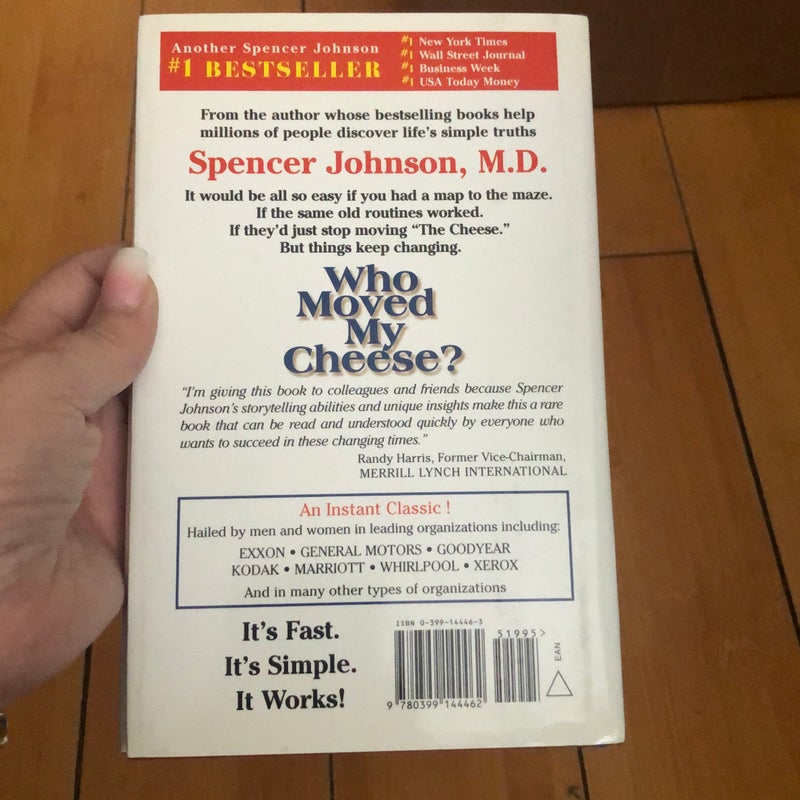 Another Spencer Johnson
#1 BESTSELLER
#1 New York Times
#1 Wall Street Journal
#1 Business Week
#1 USA Today Money
From the author whose bestselling books help
millions of people discover life's simple truths
Spencer Johnson, M.D.
It would be all so easy if you had a map to the maze.
If the same old routines worked.
If they'd just stop moving "The Cheese."
But things keep changing.
Who
Moved
My
Cheese?
"I'm giving this book to colleagues and friends because Spencer
Johnson's storytelling abilities and unique insights make this a rare
book that can be read and understood quickly by everyone who
wants to succeed in these changing times."
Randy Harris, Former Vice-Chairman,
MERRILL LYNCH INTERNATIONAL
An Instant Classic !
Hailed by men and women in leading organizations including:
EXXON • GENERAL MOTORS • GOODYEAR
KODAK • MARRIOTT • WHIRLPOOL • XEROX
And in many other types of organizations
It's Fast.
It's Simple.
It Works!
ISBN 0-399-14446-3
51995>
9 780399 144462
EAN